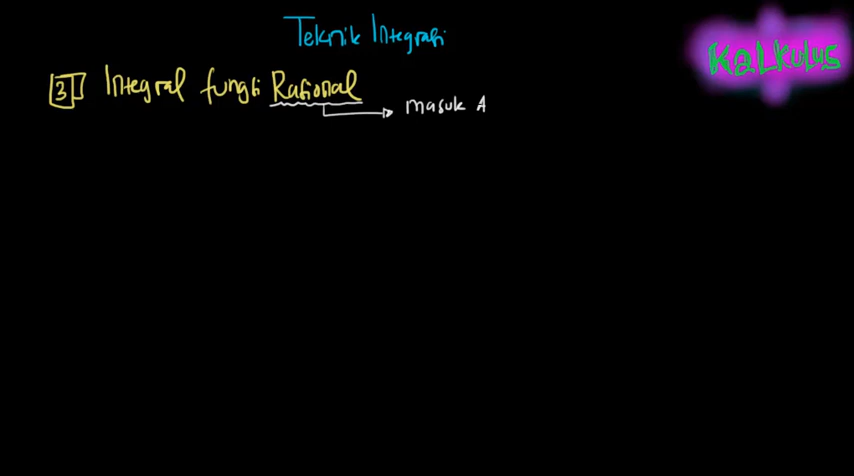 Teknik Integrasi
KALKULUS
3 Integral fungsi Rasional
masuk A